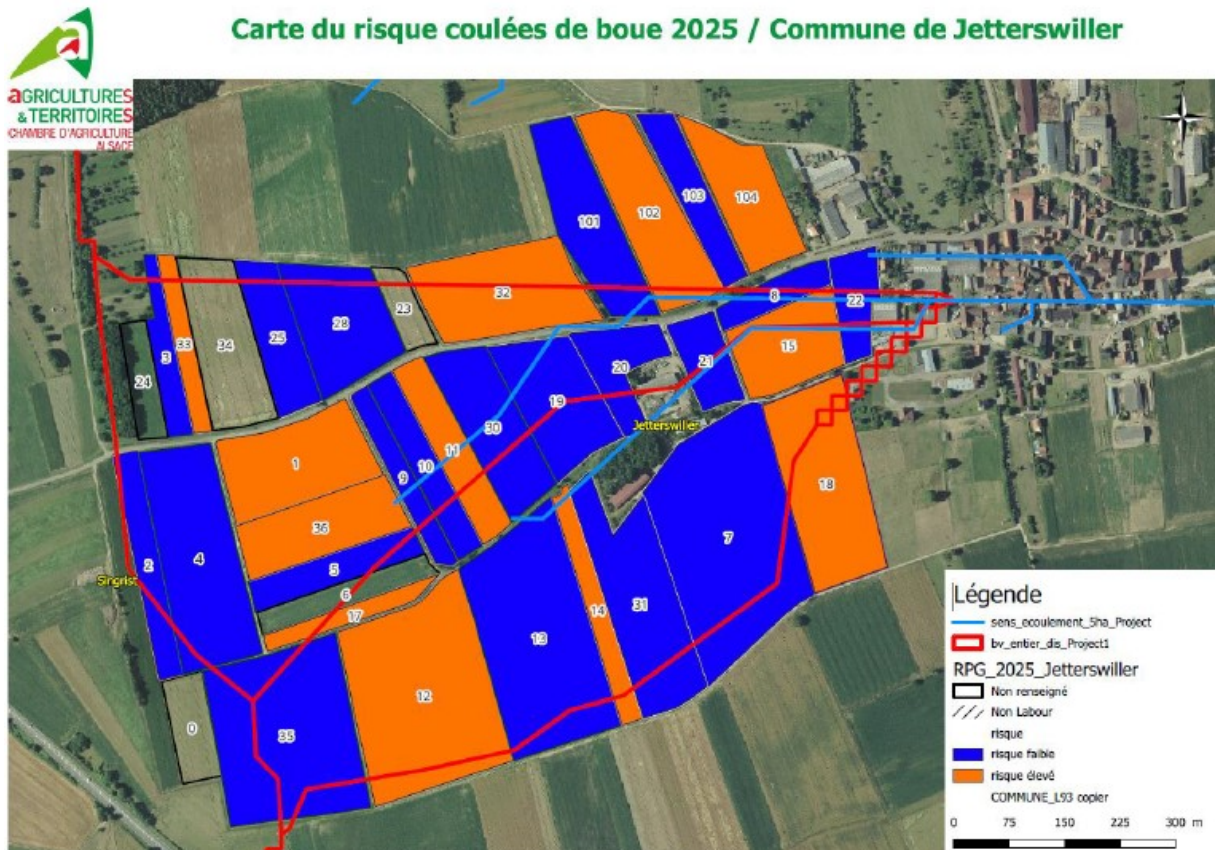 Carte du risque coulées de boue 2025 / Commune de Jetterswiller
aGRICULTURES
& TERRITOIRES
CHAMBRE D'AGRICULTURE
ALSACE
101
102
103
104
32
8
22
23
28
25
34
33
3
24
20
21
15
19
30
11
10
9
1
36
5
6
17
2
4
Jetterswiller
18
7
31
14
13
12
35
0
Singrist
Légende
sens_ecoulement_5ha_Project
bv_entier_dis_Project1
RPG_2025_Jetterswiller
Non renseigné
Non Labour
risque
risque faible
risque élevé
COMMUNE_L93 copier
0 75 150 225 300 m